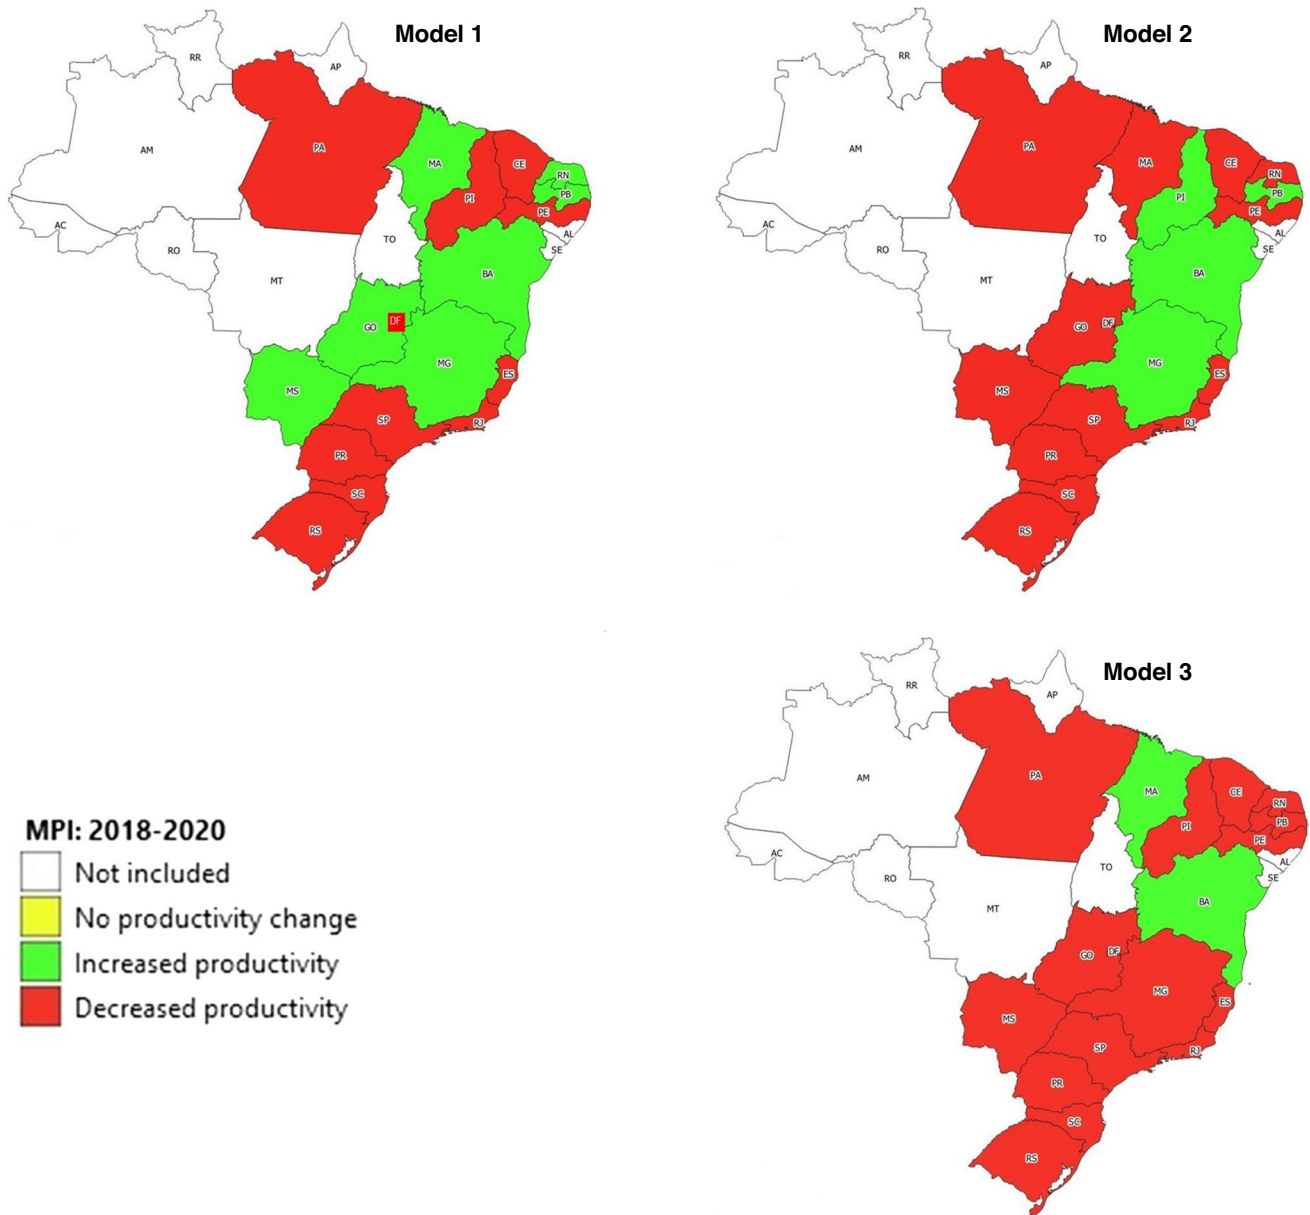 Model 1
RR
AP
AM
PA
MA
CE
RN
PB
PI
PE
AL
SE
AC
RO
TO
MT
BA
GO
DF
MG
MS
ES
SP
RJ
PR
SC
RS
Model 2
RR
AP
AM
PA
MA
CE
RN
PB
PI
PE
AL
SE
AC
RO
TO
MT
BA
GO
DF
MG
MS
ES
SP
RJ
PR
SC
RS
Model 3
RR
AP
AM
PA
MA
CE
RN
PB
PI
PE
AL
SE
AC
RO
TO
MT
BA
GO
DF
MG
MS
ES
SP
RJ
PR
SC
RS
MPI: 2018-2020
Not included
No productivity change
Increased productivity
Decreased productivity